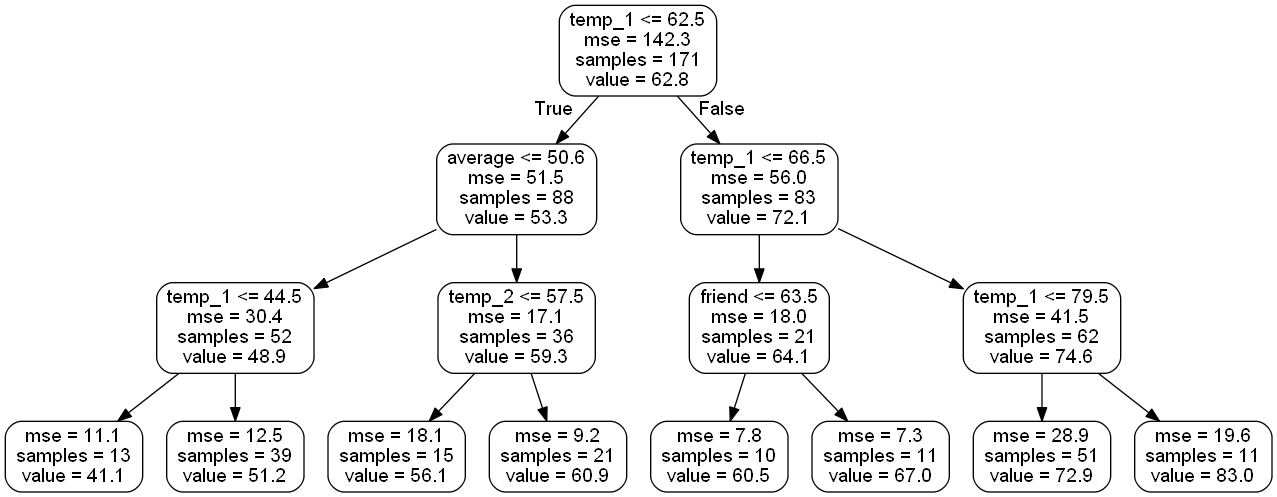 temp_1 <= 62.5
mse = 142.3
samples = 171
value = 62.8
True
False
average <= 50.6
mse = 51.5
samples = 88
value = 53.3
temp_1 <= 66.5
mse = 56.0
samples = 83
value = 72.1
temp_1 <= 44.5
mse = 30.4
samples = 52
value = 48.9
temp_2 <= 57.5
mse = 17.1
samples = 36
value = 59.3
friend <= 63.5
mse = 18.0
samples = 21
value = 64.1
temp_1 <= 79.5
mse = 41.5
samples = 62
value = 74.6
mse = 11.1
samples = 13
value = 41.1
mse = 12.5
samples = 39
value = 51.2
mse = 18.1
samples = 15
value = 56.1
mse = 9.2
samples = 21
value = 60.9
mse = 7.8
samples = 10
value = 60.5
mse = 7.3
samples = 11
value = 67.0
mse = 28.9
samples = 51
value = 72.9
mse = 19.6
samples = 11
value = 83.0